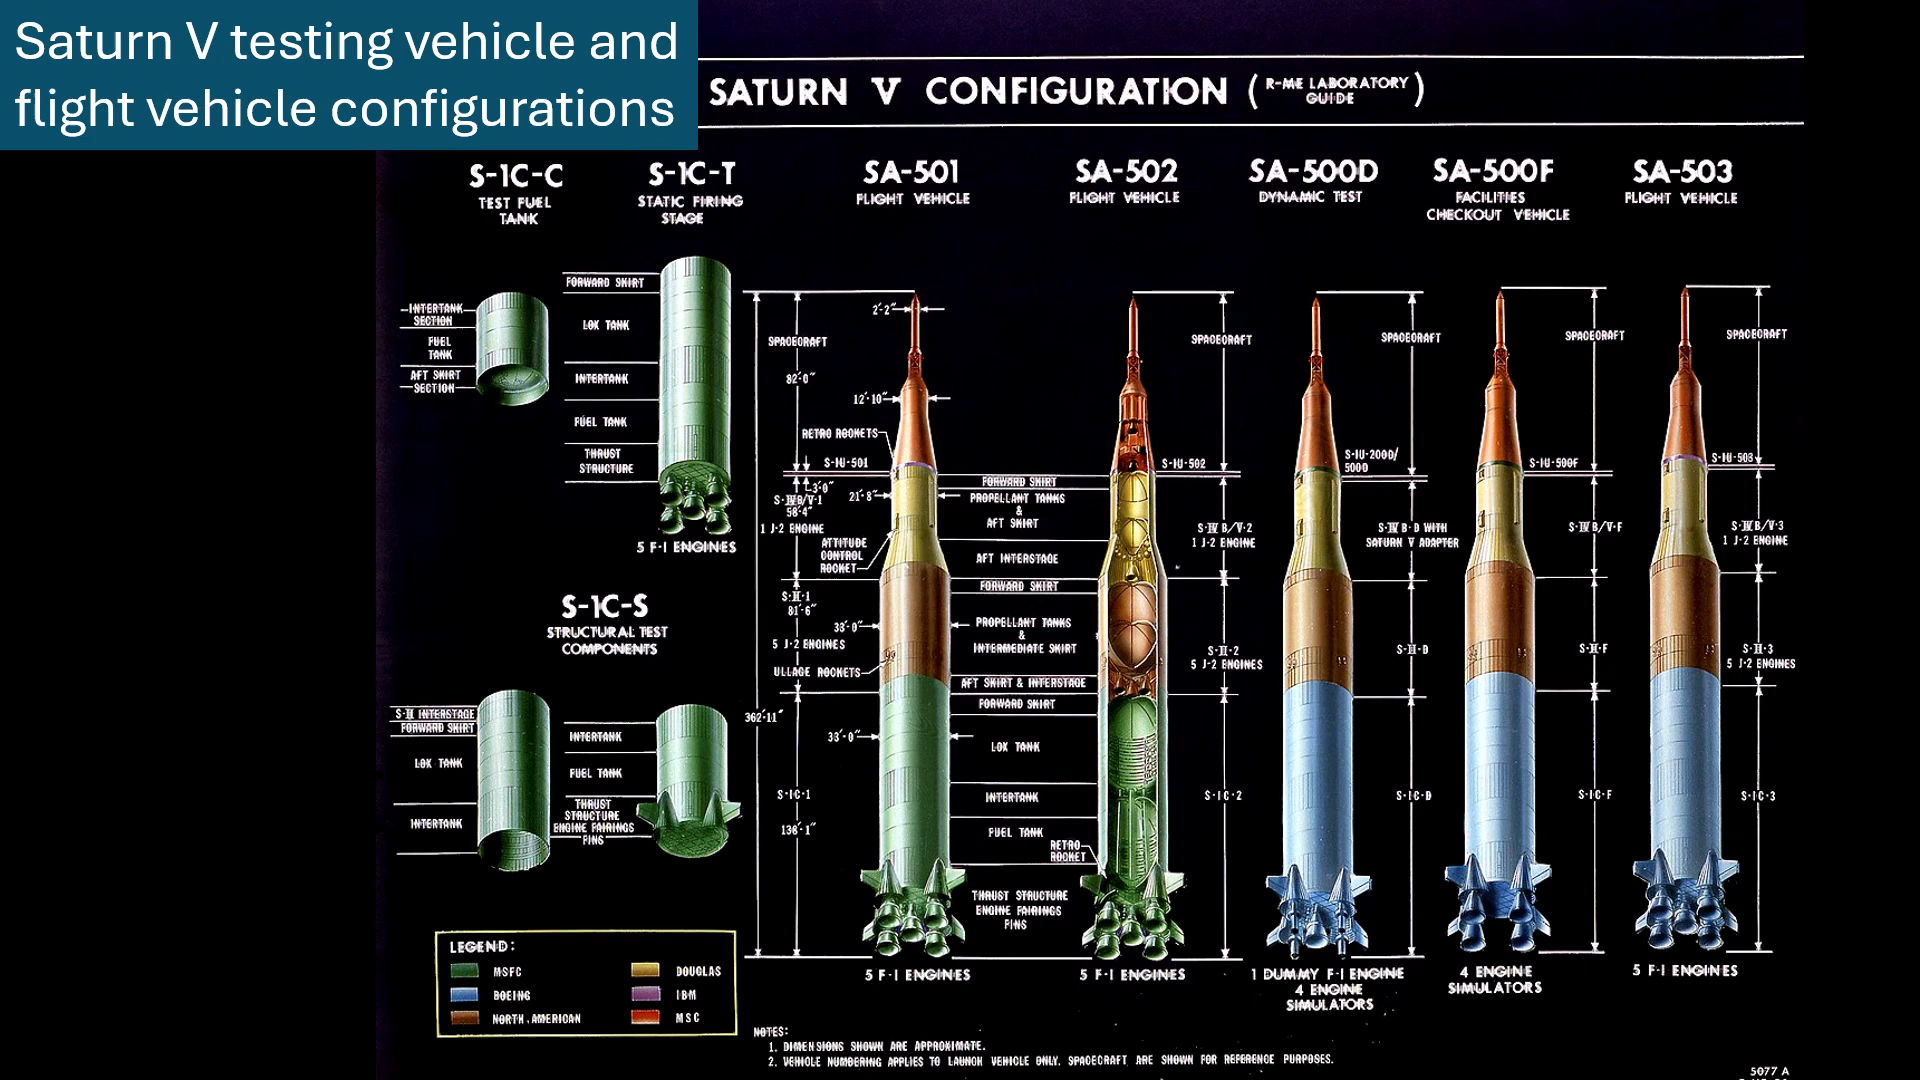 Saturn V testing vehicle and
flight vehicle configurations
SATURN V CONFIGURATION (R-ME LABORATORY
GUIDE)
S-1C-C
TEST FUEL
TANK
S-1C-T
STATIC FIRING
STAGE
SA-501
FLIGHT VEHICLE
SA-502
FLIGHT VEHICLE
SA-500D
DYNAMIC TEST
SA-500F
FACILITIES
CHECKOUT VEHICLE
SA-503
FLIGHT VEHICLE
INTERTANK
SECTION
FUEL
TANK
AFT SKIRT
SECTION
FORWARD SKIRT
LOX TANK
INTERTANK
FUEL TANK
THRUST
STRUCTURE
5 F-1 ENGINES
S-1C-S
STRUCTURAL TEST
COMPONENTS
S-II INTERSTAGE
FORWARD SKIRT
LOX TANK
INTERTANK
INTERTANK
FUEL TANK
THRUST
STRUCTURE
ENGINE FAIRINGS
FINS
2'-2"
SPACECRAFT
82'-0"
12'-10"
RETRO ROCKETS
S-IU-501
3'-0"
S-IVB/V-1
58'-4"
1 J-2 ENGINE
21'-8"
ATTITUDE
CONTROL
ROCKET
S-II-1
81'-6"
33'-0"
5 J-2 ENGINES
ULLAGE ROCKETS
362'-11"
33'-0"
S-IC-1
138'-1"
5 F-1 ENGINES
FORWARD SKIRT
PROPELLANT TANKS
&
AFT SKIRT
AFT INTERSTAGE
FORWARD SKIRT
PROPELLANT TANKS
&
INTERMEDIATE SKIRT
AFT SKIRT & INTERSTAGE
FORWARD SKIRT
LOX TANK
INTERTANK
FUEL TANK
RETRO
ROCKET
THRUST STRUCTURE
ENGINE FAIRINGS
FINS
SPACECRAFT
S-IU-502
S-IVB/V-2
1 J-2 ENGINE
S-II-2
5 J-2 ENGINES
S-IC-2
5 F-1 ENGINES
SPACECRAFT
S-IU-200D/
500D
S-IVB-D WITH
SATURN V ADAPTER
S-II-D
S-IC-D
1 DUMMY F-1 ENGINE
4 ENGINE
SIMULATORS
SPACECRAFT
S-IU-500F
S-IVB/V-F
S-II-F
S-IC-F
4 ENGINE
SIMULATORS
SPACECRAFT
S-IU-503
S-IVB/V-3
1 J-2 ENGINE
S-II-3
5 J-2 ENGINES
S-IC-3
5 F-1 ENGINES
LEGEND:
MSFC
BOEING
NORTH AMERICAN
DOUGLAS
IBM
MSC
NOTES:
1. DIMENSIONS SHOWN ARE APPROXIMATE.
2. VEHICLE NUMBERING APPLIES TO LAUNCH VEHICLE ONLY. SPACECRAFT ARE SHOWN FOR REFERENCE PURPOSES.
5077 A